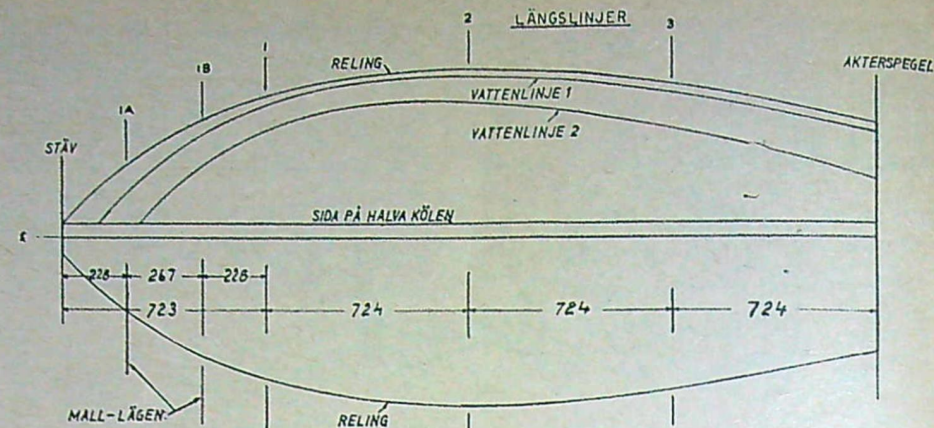 LÄNGSLINJER
2
3
1
1B
1A
RELING
AKTERSPEGEL
VATTENLINJE 1
VATTENLINJE 2
STÄV
SIDA PÅ HALVA KÖLEN
228
267
228
723
724
724
724
MALL-LÄGEN
RELING